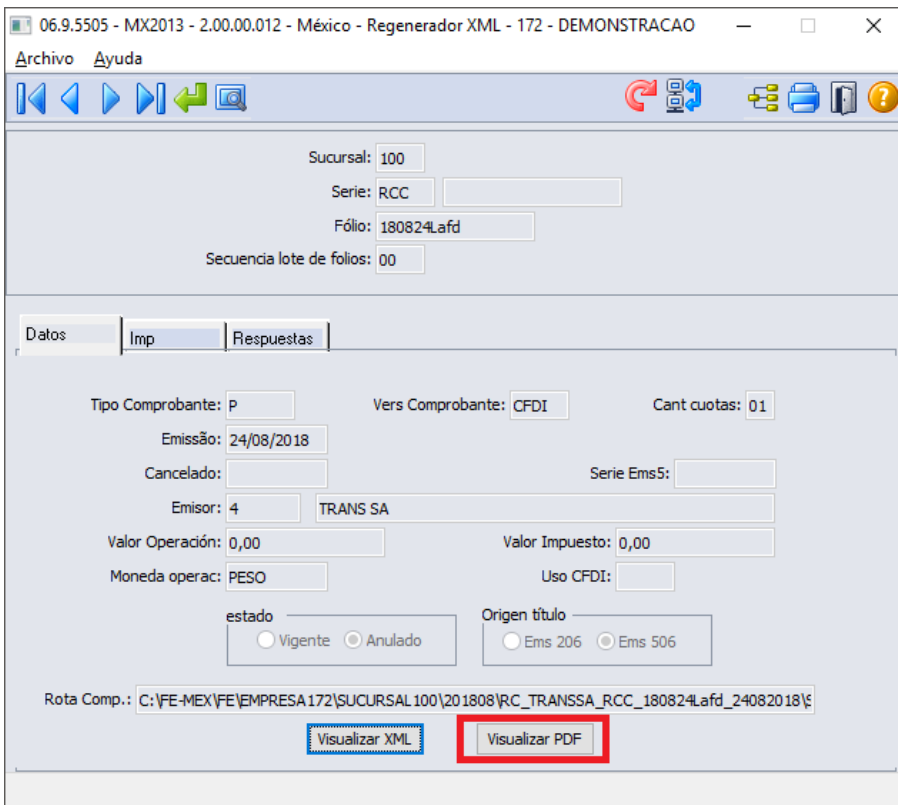 06.9.5505 - MX2013 - 2.00.00.012 - México - Regenerador XML - 172 - DEMONSTRACAO
Archivo Ayuda
Sucursal: 100
Serie: RCC
Fólio: 180824Lafd
Secuencia lote de folios: 00
Datos Imp Respuestas
Tipo Comprobante: P Vers Comprobante: CFDI Cant cuotas: 01
Emissão: 24/08/2018
Cancelado: Serie Ems5:
Emisor: 4 TRANS SA
Valor Operación: 0,00 Valor Impuesto: 0,00
Moneda operac: PESO Uso CFDI:
estado Origen título
Vigente Anulado Ems 206 Ems 506
Rota Comp.: C:\FE-MEX\FE\EMPRESA172\SUCURSAL100\201808\RC_TRANSSA_RCC_180824Lafd_24082018\
Visualizar XML Visualizar PDF